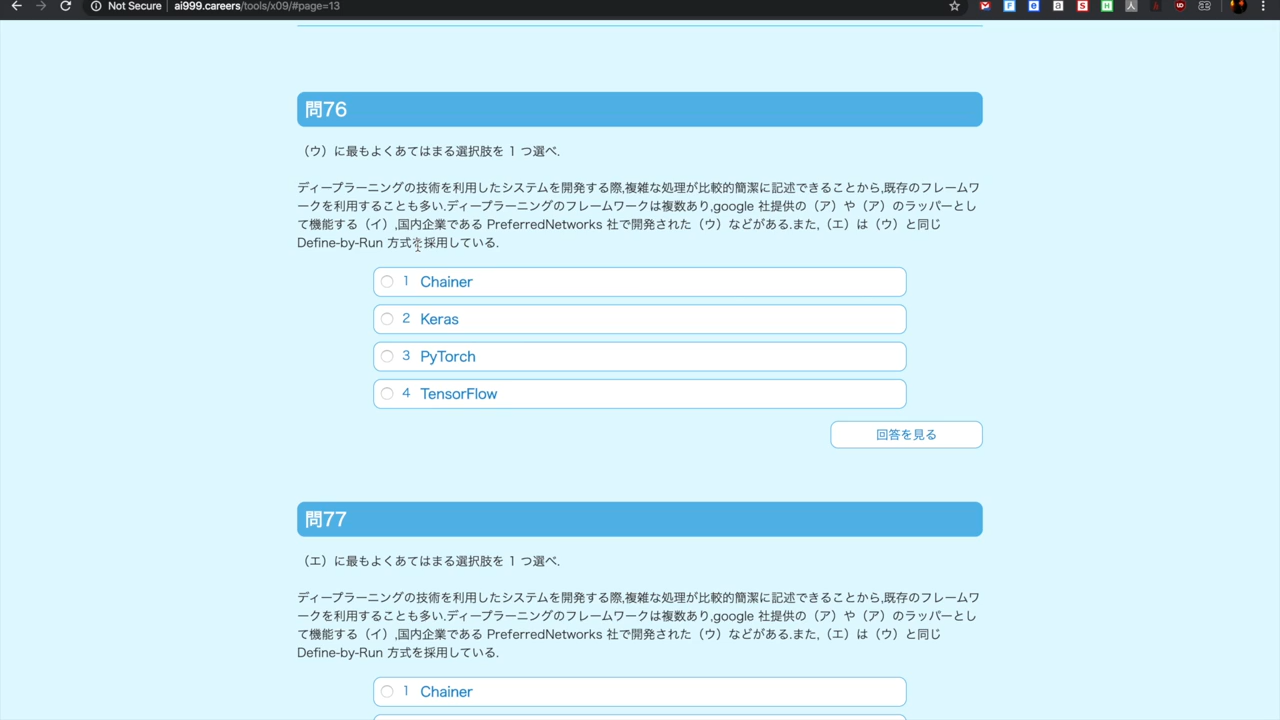 Not Secure ai999.careers/tools/x09/#page=13
問76
（ウ）に最もよくあてはまる選択肢を 1 つ選べ.
ディープラーニングの技術を利用したシステムを開発する際,複雑な処理が比較的簡潔に記述できることから,既存のフレームワ
ークを利用することも多い.ディープラーニングのフレームワークは複数あり,google 社提供の（ア）や（ア）のラッパーとし
て機能する（イ）,国内企業である PreferredNetworks 社で開発された（ウ）などがある.また,（エ）は（ウ）と同じ
Define-by-Run 方式を採用している.
1 Chainer
2 Keras
3 PyTorch
4 TensorFlow
回答を見る
問77
（エ）に最もよくあてはまる選択肢を 1 つ選べ.
ディープラーニングの技術を利用したシステムを開発する際,複雑な処理が比較的簡潔に記述できることから,既存のフレームワ
ークを利用することも多い.ディープラーニングのフレームワークは複数あり,google 社提供の（ア）や（ア）のラッパーとし
て機能する（イ）,国内企業である PreferredNetworks 社で開発された（ウ）などがある.また,（エ）は（ウ）と同じ
Define-by-Run 方式を採用している.
1 Chainer